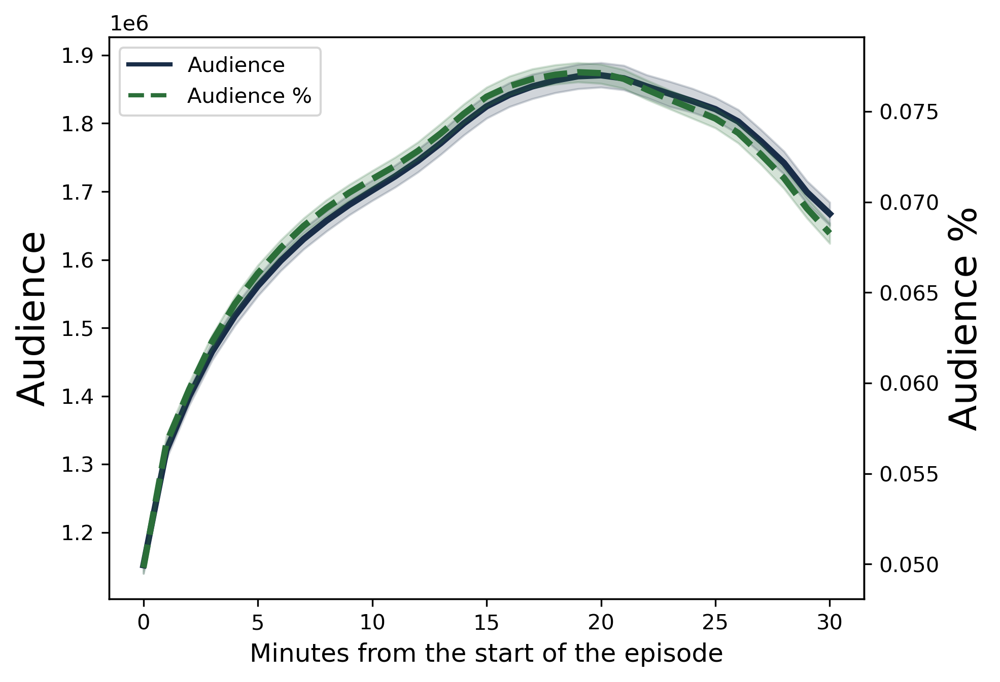 1e6
Audience
Audience %
1.9
1.8
1.7
1.6
1.5
1.4
1.3
1.2
Audience
0.075
0.070
0.065
0.060
0.055
0.050
Audience %
0 5 10 15 20 25 30
Minutes from the start of the episode